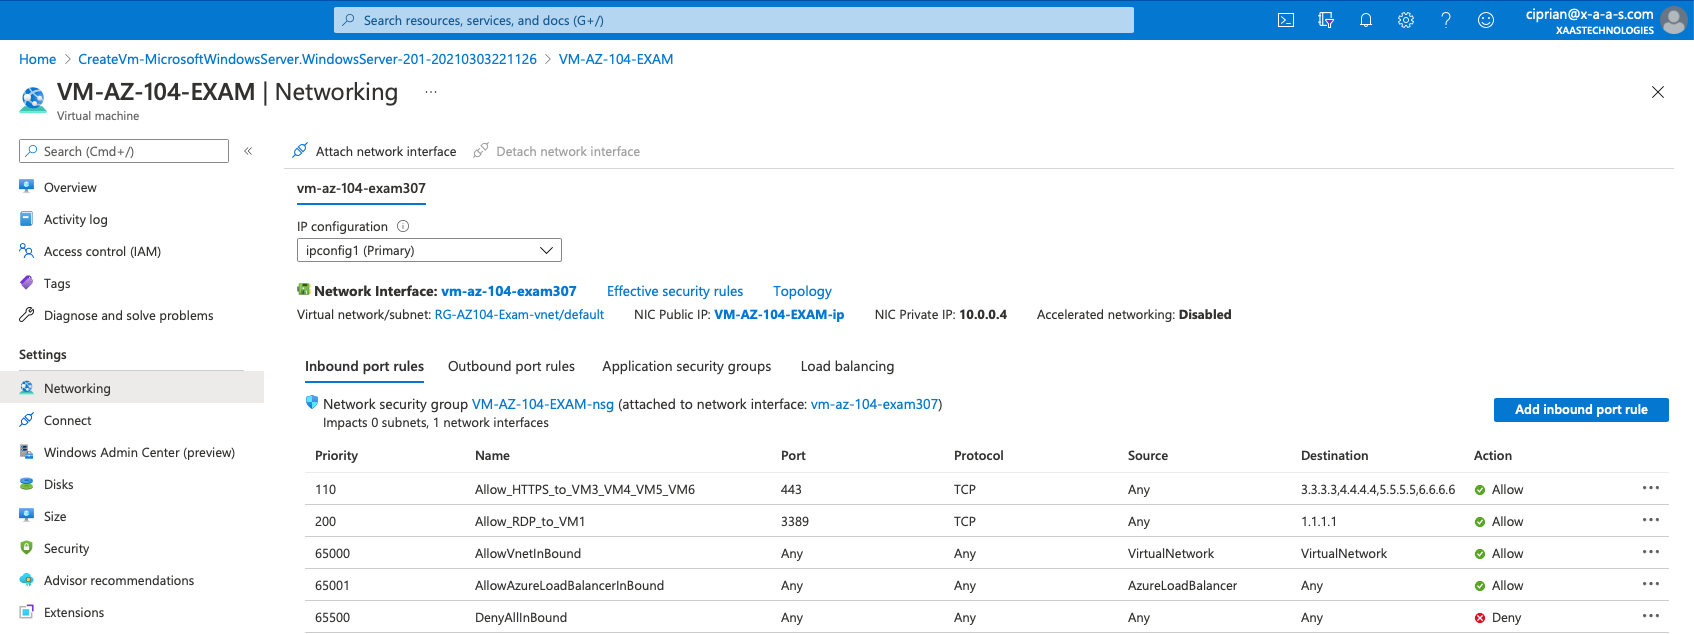 Search resources, services, and docs (G+/)
ciprian@x-a-a-s.com
XAASTECHNOLOGIES
Home > CreateVm-MicrosoftWindowsServer.WindowsServer-201-20210303221126 > VM-AZ-104-EXAM
VM-AZ-104-EXAM | Networking ...
Virtual machine
Search (Cmd+/) «
Overview
Activity log
Access control (IAM)
Tags
Diagnose and solve problems
Settings
Networking
Connect
Windows Admin Center (preview)
Disks
Size
Security
Advisor recommendations
Extensions
Attach network interface Detach network interface
vm-az-104-exam307
IP configuration
ipconfig1 (Primary)
Network Interface: vm-az-104-exam307 Effective security rules Topology
Virtual network/subnet: RG-AZ104-Exam-vnet/default NIC Public IP: VM-AZ-104-EXAM-ip NIC Private IP: 10.0.0.4 Accelerated networking: Disabled
Inbound port rules Outbound port rules Application security groups Load balancing
Network security group VM-AZ-104-EXAM-nsg (attached to network interface: vm-az-104-exam307)
Impacts 0 subnets, 1 network interfaces
Add inbound port rule
Priority Name Port Protocol Source Destination Action
110 Allow_HTTPS_to_VM3_VM4_VM5_VM6 443 TCP Any 3.3.3.3,4.4.4.4,5.5.5.5,6.6.6.6 Allow ...
200 Allow_RDP_to_VM1 3389 TCP Any 1.1.1.1 Allow ...
65000 AllowVnetInBound Any Any VirtualNetwork VirtualNetwork Allow ...
65001 AllowAzureLoadBalancerInBound Any Any AzureLoadBalancer Any Allow ...
65500 DenyAllInBound Any Any Any Any Deny ...